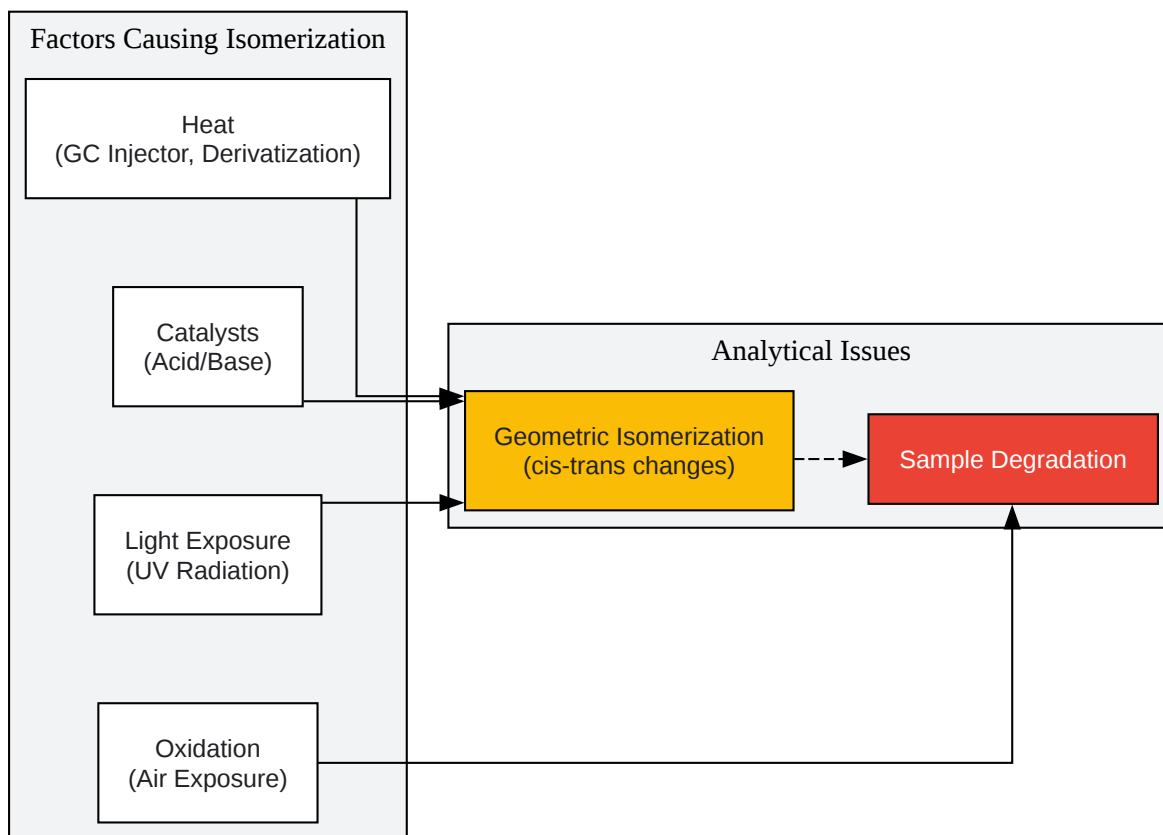 Factors Causing Isomerization
Heat
(GC Injector, Derivatization)
Catalysts
(Acid/Base)
Light Exposure
(UV Radiation)
Oxidation
(Air Exposure)
Analytical Issues
Geometric Isomerization
(cis-trans changes)
Sample Degradation